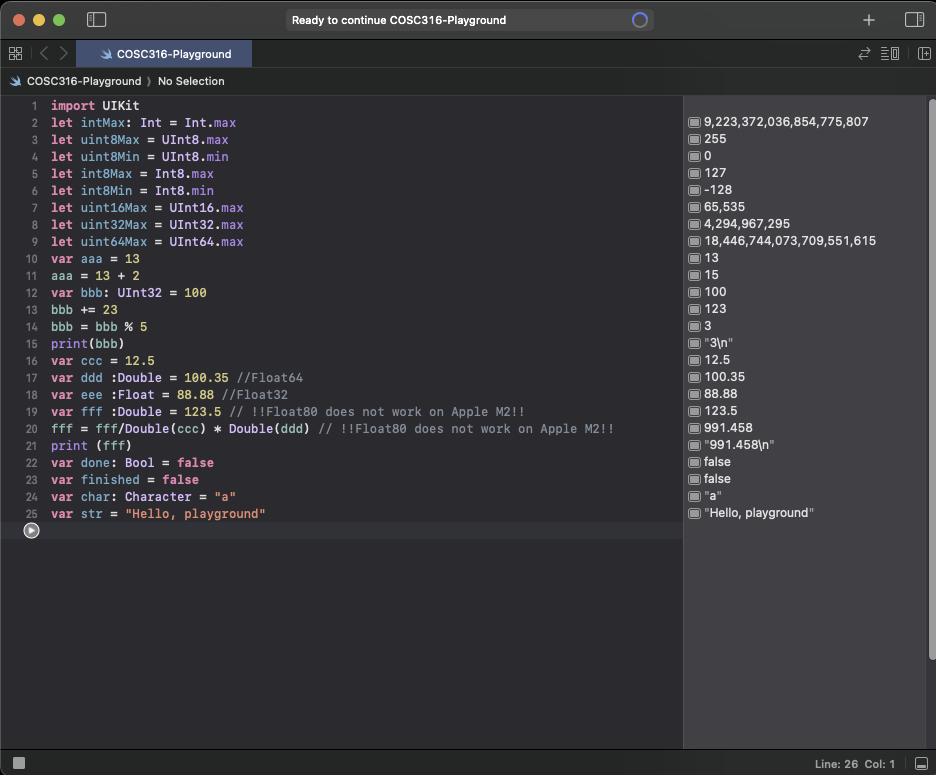 Ready to continue COSC316-Playground
COSC316-Playground
COSC316-Playground ⟩ No Selection
1 import UIKit
2 let intMax: Int = Int.max 9,223,372,036,854,775,807
3 let uint8Max = UInt8.max 255
4 let uint8Min = UInt8.min 0
5 let int8Max = Int8.max 127
6 let int8Min = Int8.min -128
7 let uint16Max = UInt16.max 65,535
8 let uint32Max = UInt32.max 4,294,967,295
9 let uint64Max = UInt64.max 18,446,744,073,709,551,615
10 var aaa = 13 13
11 aaa = 13 + 2 15
12 var bbb: UInt32 = 100 100
13 bbb += 23 123
14 bbb = bbb % 5 3
15 print(bbb) "3\n"
16 var ccc = 12.5 12.5
17 var ddd :Double = 100.35 //Float64 100.35
18 var eee :Float = 88.88 //Float32 88.88
19 var fff :Double = 123.5 // !!Float80 does not work on Apple M2!! 123.5
20 fff = fff/Double(ccc) * Double(ddd) // !!Float80 does not work on Apple M2!! 991.458
21 print (fff) "991.458\n"
22 var done: Bool = false false
23 var finished = false false
24 var char: Character = "a" "a"
25 var str = "Hello, playground" "Hello, playground"
Line: 26 Col: 1